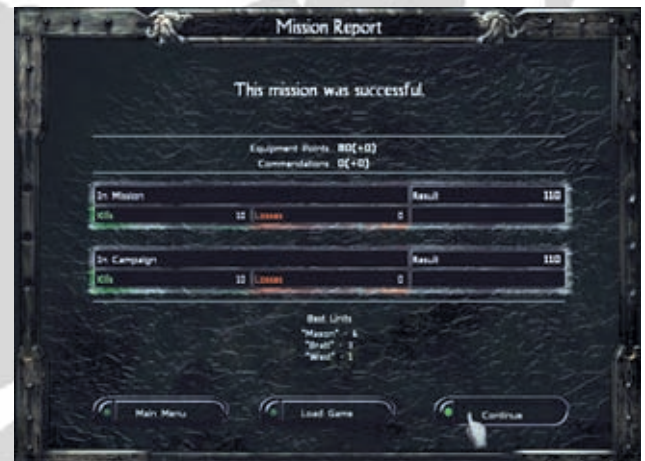 Mission Report
This mission was successful.
Equipment Points 80(+0)
Commendations 0(+0)
In Mission Result 110
Kills 10 Losses 0
In Campaign Result 110
Kills 10 Losses 0
Best Units
"Maxon" - 6
"Brett" - 3
"West" - 1
Main Menu Load Game Continue